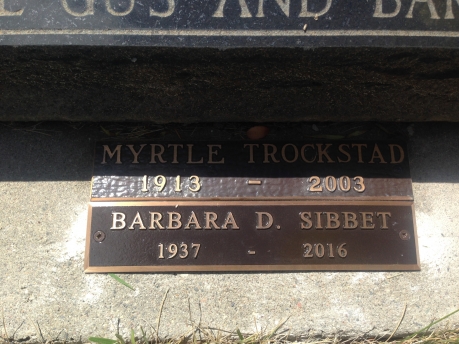 GUS AND
MYRTLE TROCKSTAD
1913 - 2003
BARBARA D. SIBBET
1937 - 2016